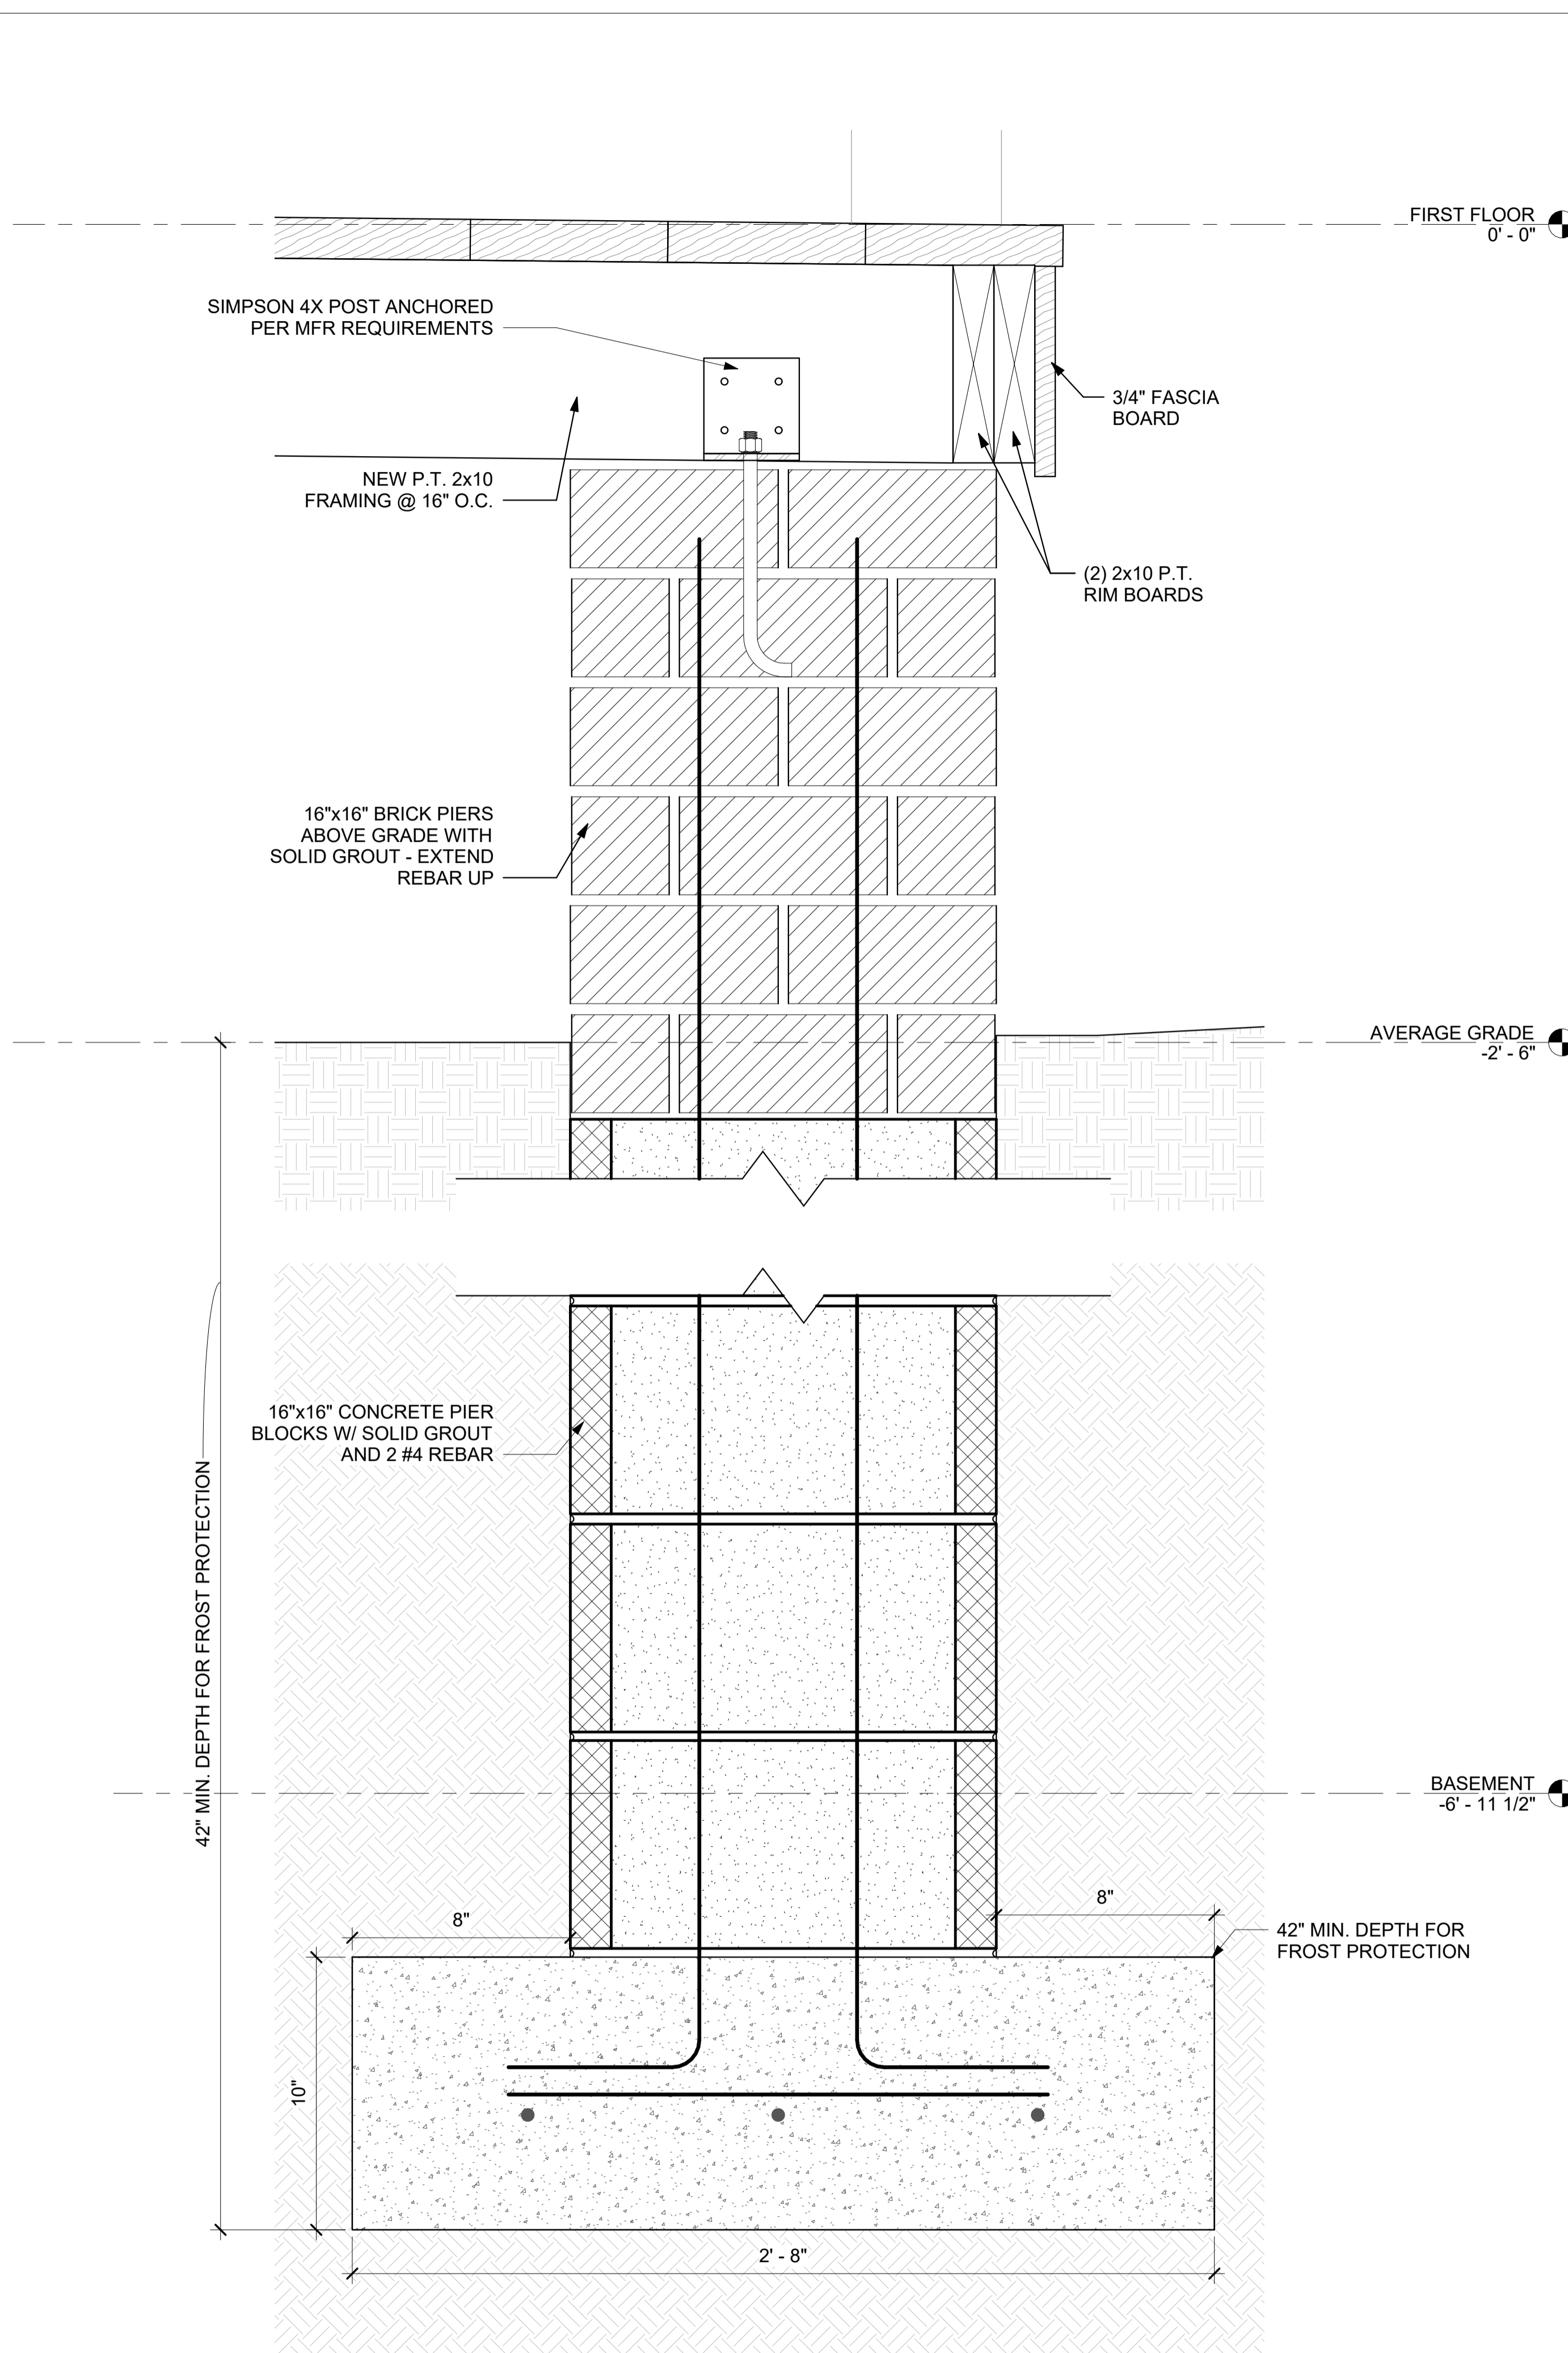 FIRST FLOOR
0' - 0"
SIMPSON 4X POST ANCHORED
PER MFR REQUIREMENTS
3/4" FASCIA
BOARD
NEW P.T. 2x10
FRAMING @ 16" O.C.
(2) 2x10 P.T.
RIM BOARDS
16"x16" BRICK PIERS
ABOVE GRADE WITH
SOLID GROUT - EXTEND
REBAR UP
AVERAGE GRADE
-2' - 6"
16"x16" CONCRETE PIER
BLOCKS W/ SOLID GROUT
AND 2 #4 REBAR
42" MIN. DEPTH FOR FROST PROTECTION
BASEMENT
-6' - 11 1/2"
8"
8"
42" MIN. DEPTH FOR
FROST PROTECTION
10"
2' - 8"